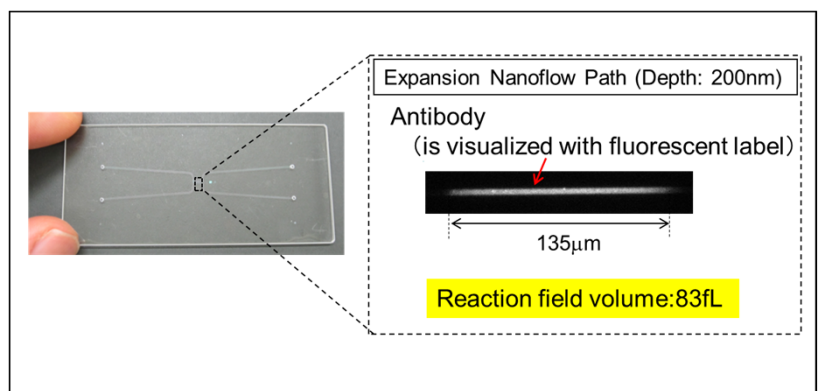 Expansion Nanoflow Path (Depth: 200nm)
Antibody
（is visualized with fluorescent label）
135μm
Reaction field volume:83fL